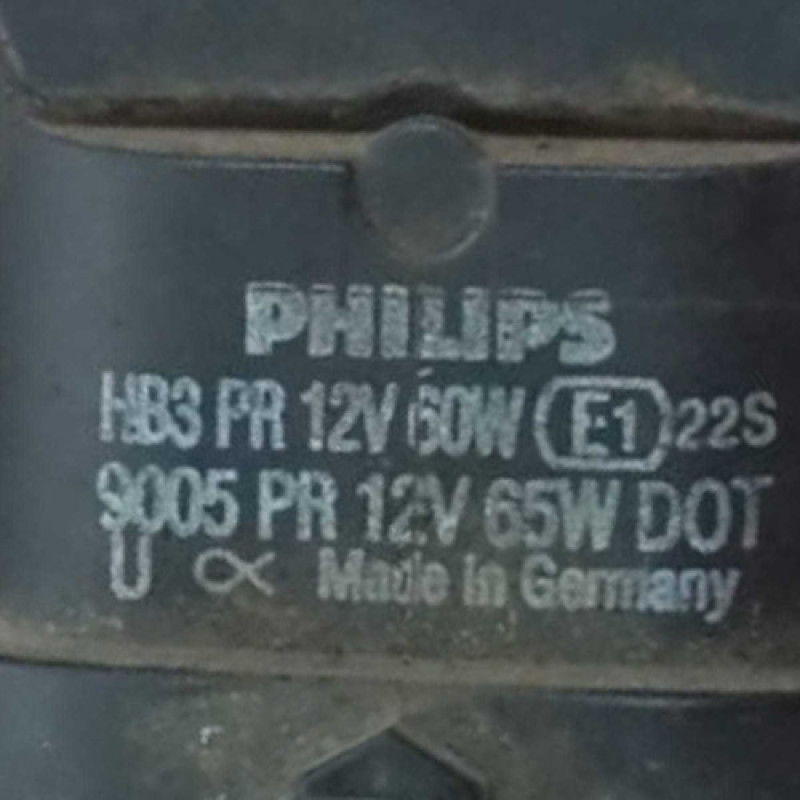 PHILIPS
HB3 PR 12V 60W E1 22S
9005 PR 12V 65W DOT
U ∝ Made in Germany